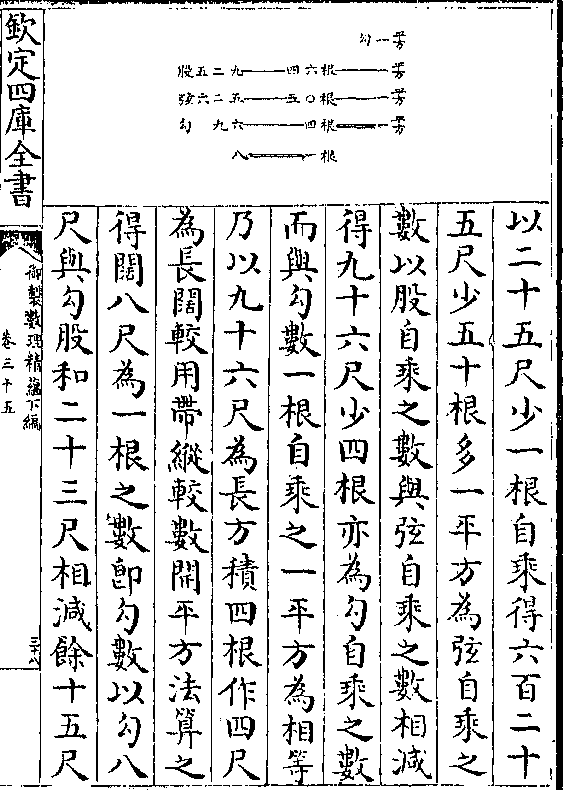 勾一平方
股五二九——四六根——平方
弦六二五——五〇根——平方
勾九六——四根——平方
八——一根
以二十五尺少一根自乘得六百二十
五尺少五十根多一平方為弦自乘之
數以股自乘之數與弦自乘之數相減
得九十六尺少四根亦為勾自乘之數
而與勾數一根自乘之一平方為相等
乃以九十六尺為長方積四根作四尺
為長闊較用帶縱較數開平方法算之
得闊八尺為一根之數即勾數以勾八
尺與勾股和二十三尺相減餘十五尺
欽定四庫全書
御製數理精蘊下編
卷三十五
三十八